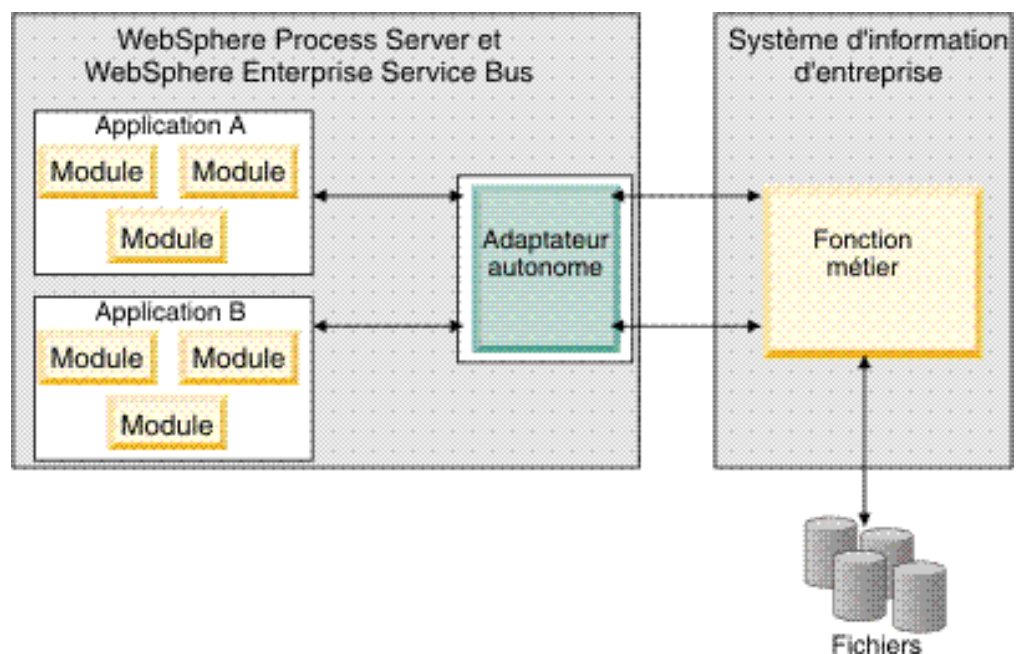 WebSphere Process Server et
WebSphere Enterprise Service Bus
Application A
Module
Module
Module
Application B
Module
Module
Module
Adaptateur
autonome
Système d'information
d'entreprise
Fonction
métier
Fichiers